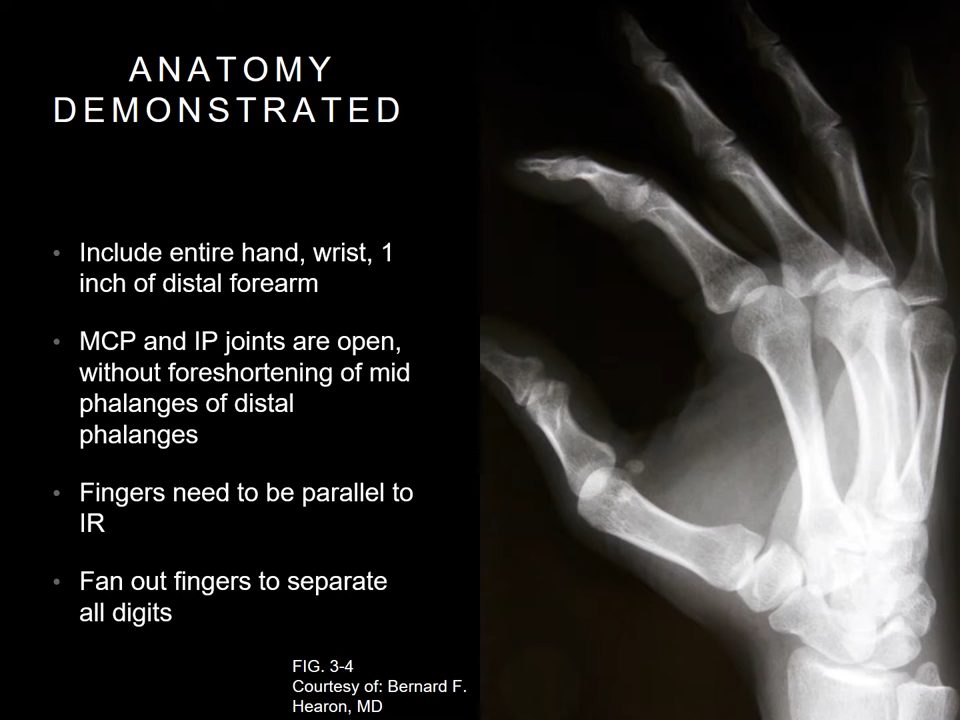 ANATOMY
DEMONSTRATED
• Include entire hand, wrist, 1
inch of distal forearm
• MCP and IP joints are open,
without foreshortening of mid
phalanges of distal
phalanges
• Fingers need to be parallel to
IR
• Fan out fingers to separate
all digits
FIG. 3-4
Courtesy of: Bernard F.
Hearon, MD